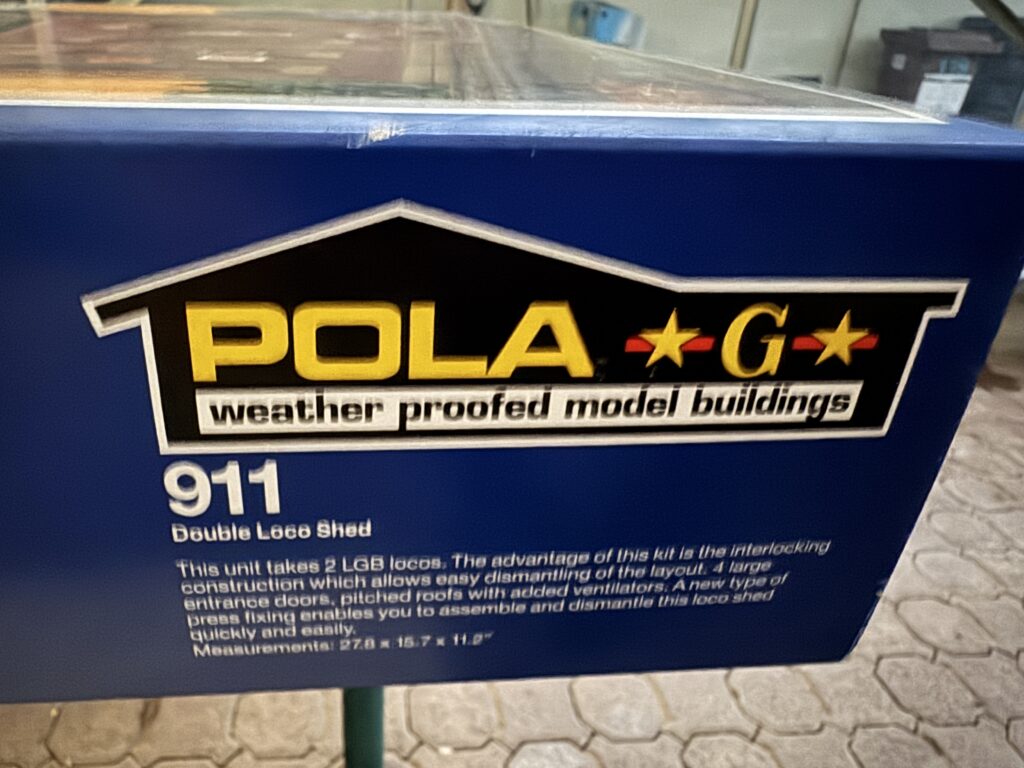 POLA G
weather proofed model buildings
911
Double Loco Shed
This unit takes 2 LGB locos. The advantage of this kit is the interlocking
construction which allows easy dismantling of the layout. 4 large
entrance doors, pitched roofs with added ventilators. A new type of
press fixing enables you to assemble and dismantle this loco shed
quickly and easily.
Measurements: 27.8 x 15.7 x